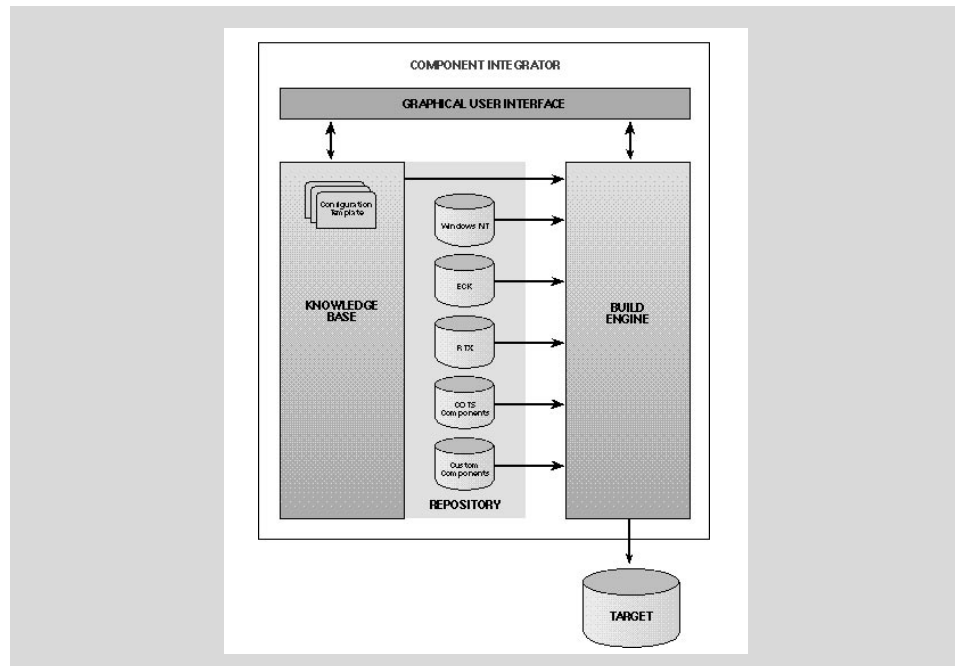 COMPONENT INTEGRATOR
GRAPHICAL USER INTERFACE
Configuration
Template
Windows NT
ECK
KNOWLEDGE
BASE
BUILD
ENGINE
RTX
COTS
Components
Custom
Components
REPOSITORY
TARGET